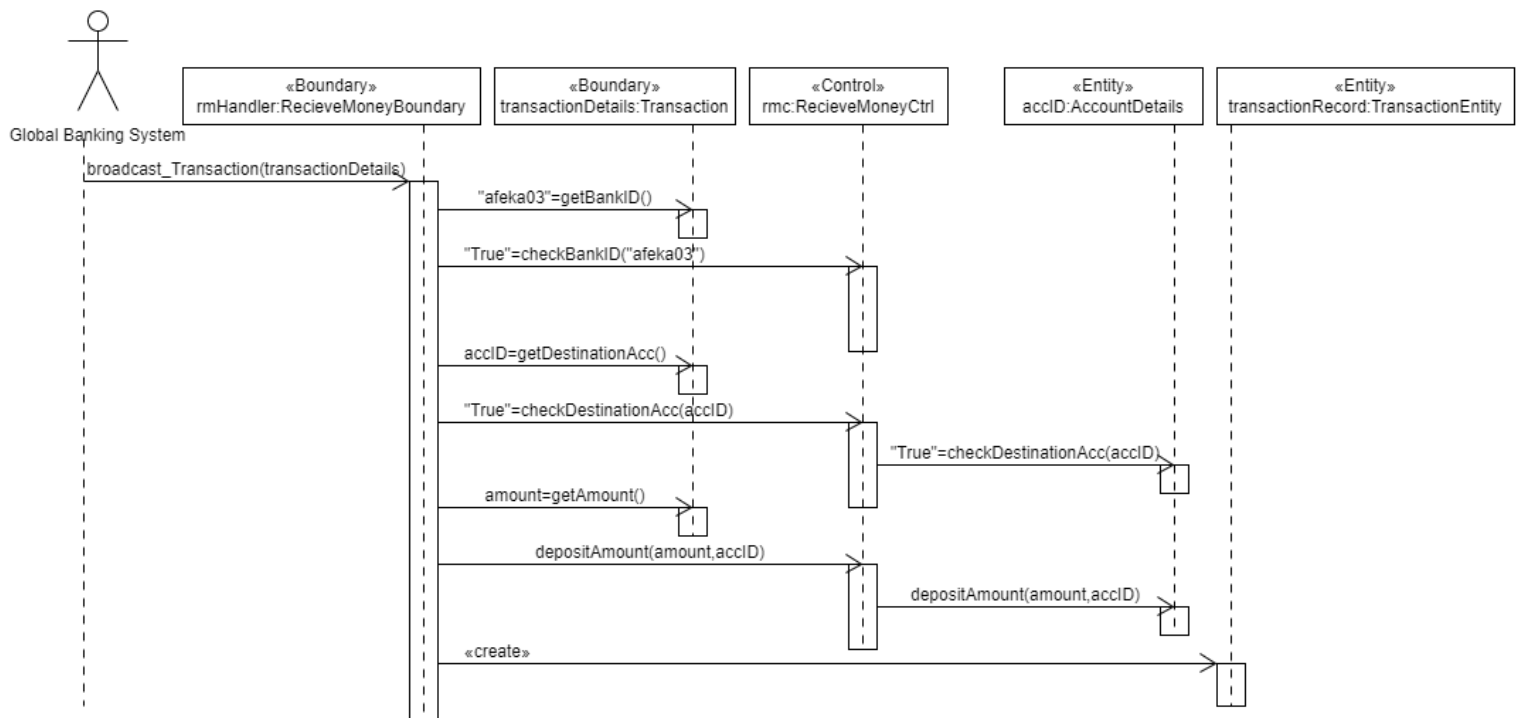 «Boundary»
rmHandler:RecieveMoneyBoundary
«Boundary»
transactionDetails:Transaction
«Control»
rmc:RecieveMoneyCtrl
«Entity»
accID:AccountDetails
«Entity»
transactionRecord:TransactionEntity
Global Banking System
broadcast_Transaction(transactionDetails)
"afeka03"=getBankID()
"True"=checkBankID("afeka03")
accID=getDestinationAcc()
"True"=checkDestinationAcc(accID)
"True"=checkDestinationAcc(accID)
amount=getAmount()
depositAmount(amount,accID)
depositAmount(amount,accID)
«create»